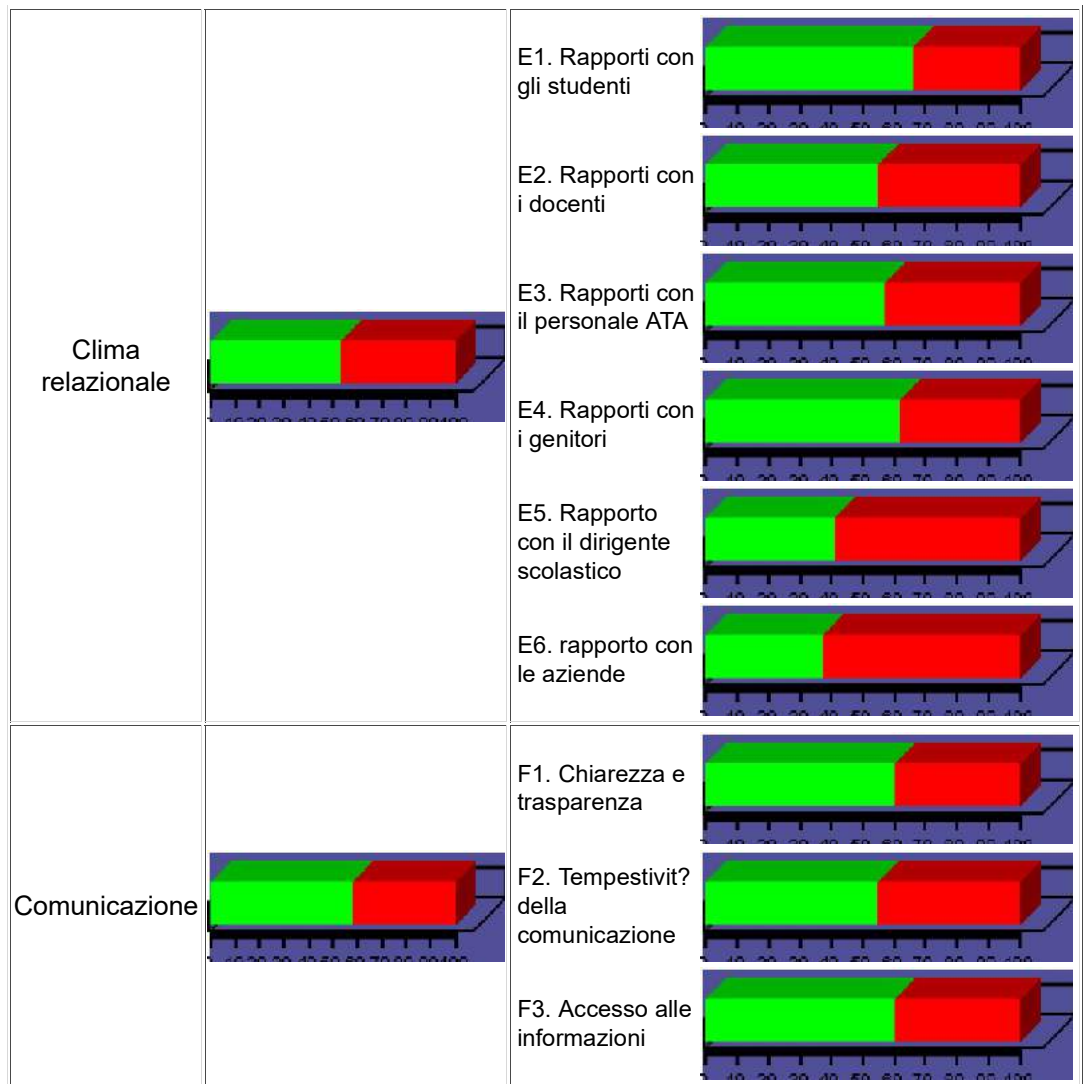 Clima
relazionale
E1. Rapporti con
gli studenti
E2. Rapporti con
i docenti
E3. Rapporti con
il personale ATA
E4. Rapporti con
i genitori
E5. Rapporto
con il dirigente
scolastico
E6. rapporto con
le aziende
Comunicazione
F1. Chiarezza e
trasparenza
F2. Tempestivit?
della
comunicazione
F3. Accesso alle
informazioni